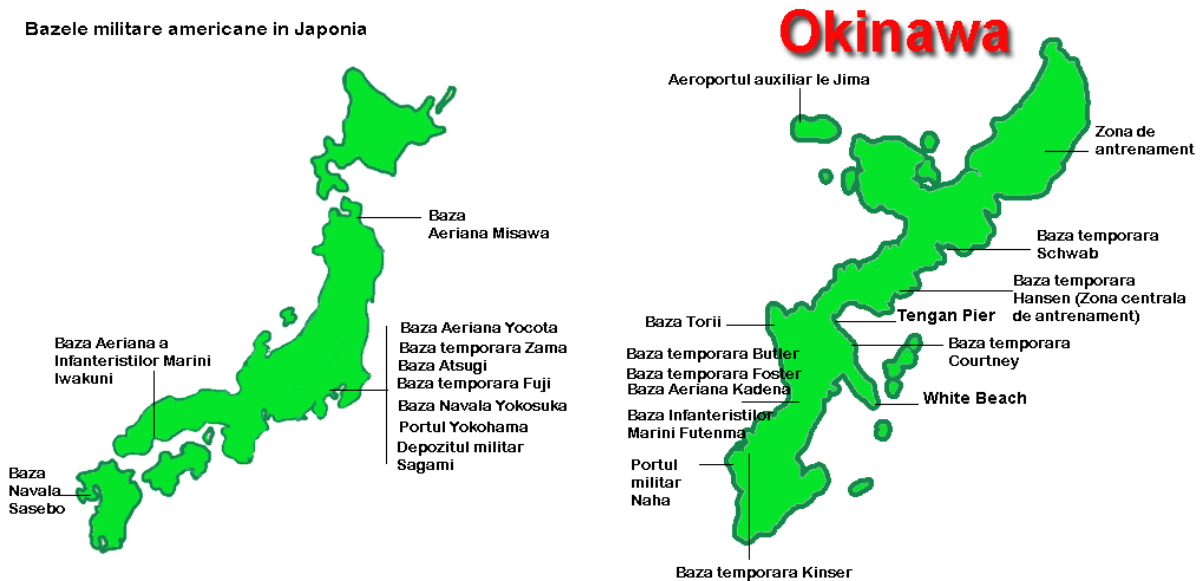 Bazele militare americane in Japonia
Baza
Aeriana Misawa
Baza Aeriana Yocota
Baza temporara Zama
Baza Atsugi
Baza temporara Fuji
Baza Navala Yokosuka
Portul Yokohama
Depozitul militar
Sagami
Baza Aeriana a
Infanteristilor Marini
Iwakuni
Baza
Navala
Sasebo
Okinawa
Aeroportul auxiliar Ie Jima
Zona de
antrenament
Baza temporara
Schwab
Baza temporara
Hansen (Zona centrala
de antrenament)
Tengan Pier
Baza temporara
Courtney
White Beach
Baza Torii
Baza temporara Butler
Baza temporara Foster
Baza Aeriana Kadena
Baza Infanteristilor
Marini Futenma
Portul
militar
Naha
Baza temporara Kinser